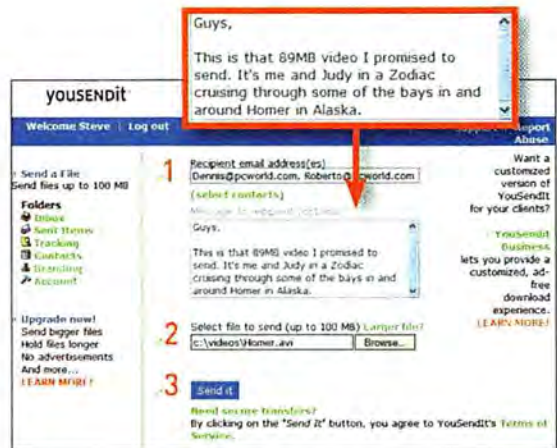 Guys,
This is that 89MB video I promised to
send. It's me and Judy in a Zodiac
cruising through some of the bays in and
around Homer in Alaska.
YOUSENDIT
Welcome Steve | Log out
Report
Abuse
Send a File
Send files up to 100 MB
Folders
Inbox
Sent Items
Tracking
Contacts
Branding
Account
Upgrade now!
Send bigger files
Hold files longer
No advertisements
And more...
LEARN MORE!
1
Recipient email address(es)
Dennis@pcworld.com, Roberto@pcworld.com
(select contacts)
Message to recipient (optional)
Guys,
This is that 89MB video I promised to
send. It's me and Judy in a Zodiac
cruising through some of the bays in and
around Homer in Alaska.
2
Select file to send (up to 100 MB) Larger file?
c:\videos\Homer.avi Browse...
3
Send it
Need secure transfers?
By clicking on the "Send It" button, you agree to YouSendIt's Terms of
Service.
Want a
customized
version of
YouSendIt
for your clients?
YouSendIt
Business
lets you provide a
customized, ad-
free
download
experience.
LEARN MORE!